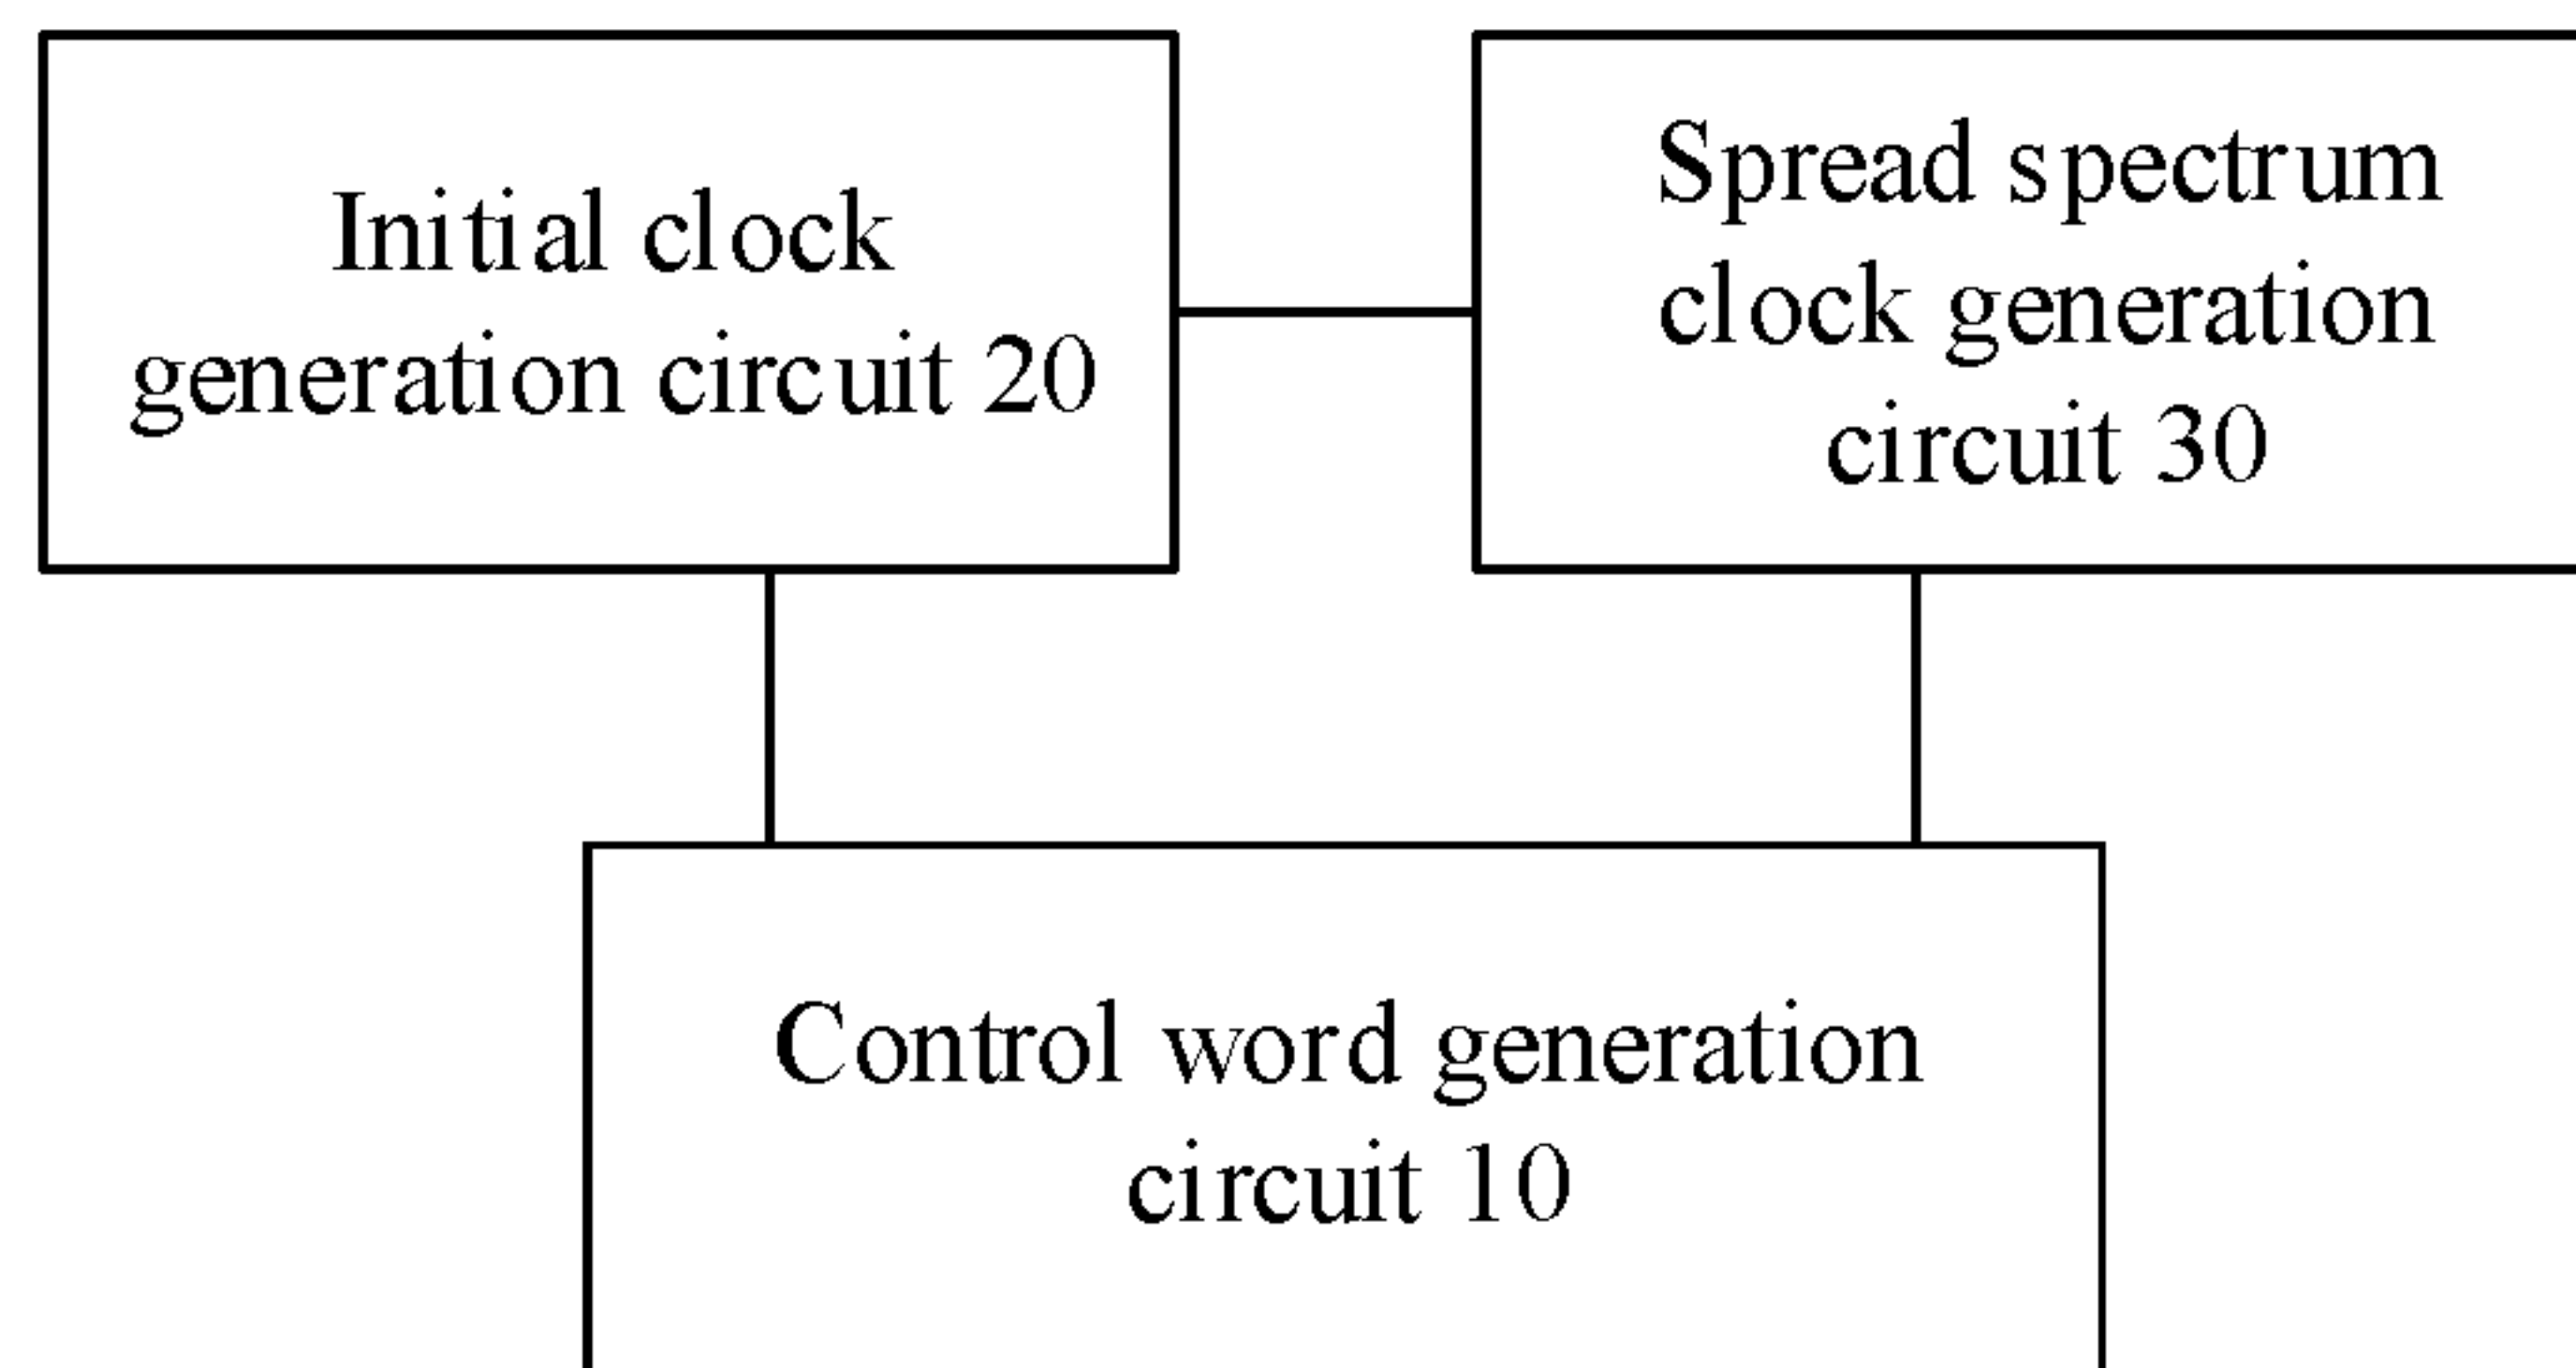 Initial clock
generation circuit 20
Spread spectrum
clock generation
circuit 30
Control word generation
circuit 10